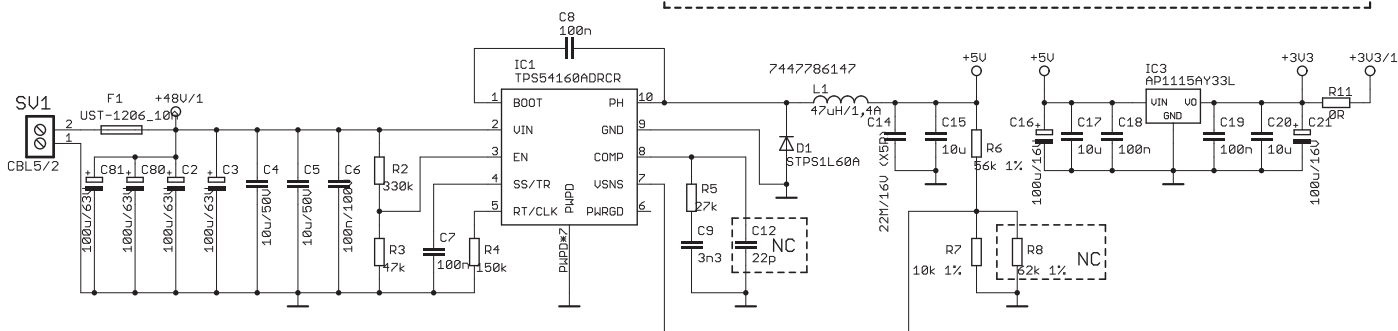 C8
100n
IC1
TPS54160ADRCR
7447786147
+5V
+5V
IC3
AP1115AY33L
+3V3
+3V3/1
SV1
2
1
CBL5/2
F1
UST-1206_10A
+48V/1
1
2
3
4
5
BOOT
VIN
EN
SS/TR
RT/CLK
PWPD
PWPD*7
PH
GND
COMP
VSNS
PWRGD
10
9
8
7
6
L1
47uH/1,4A
D1
STPS1L60A
C14
22M/16V (X5R)
C15
10u
R6
56k 1%
C16
+
100u/16V
C17
10u
C18
100n
VIN
VO
GND
C19
100n
C20
10u
C21
+
100u/16V
R11
0R
C81
+
100u/63V
C80
+
100u/63V
C2
+
100u/63V
C3
+
100u/63V
C4
10u/50V
C5
10u/50V
C6
100n/100V
R2
330k
R3
47k
C7
100n
R4
150k
R5
27k
C9
3n3
C12
22p
NC
R7
10k 1%
R8
62k 1%
NC